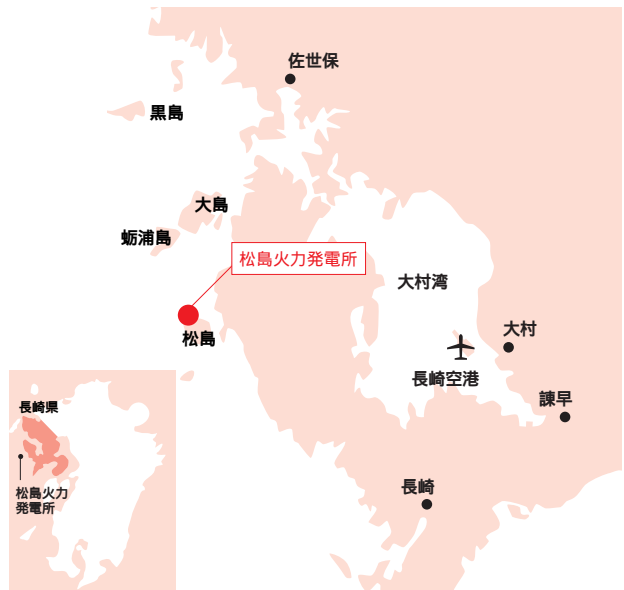 佐世保
黒島
大島
蛎浦島
松島火力発電所
大村湾
松島
大村
長崎空港
諫早
長崎県
長崎
松島火力
発電所